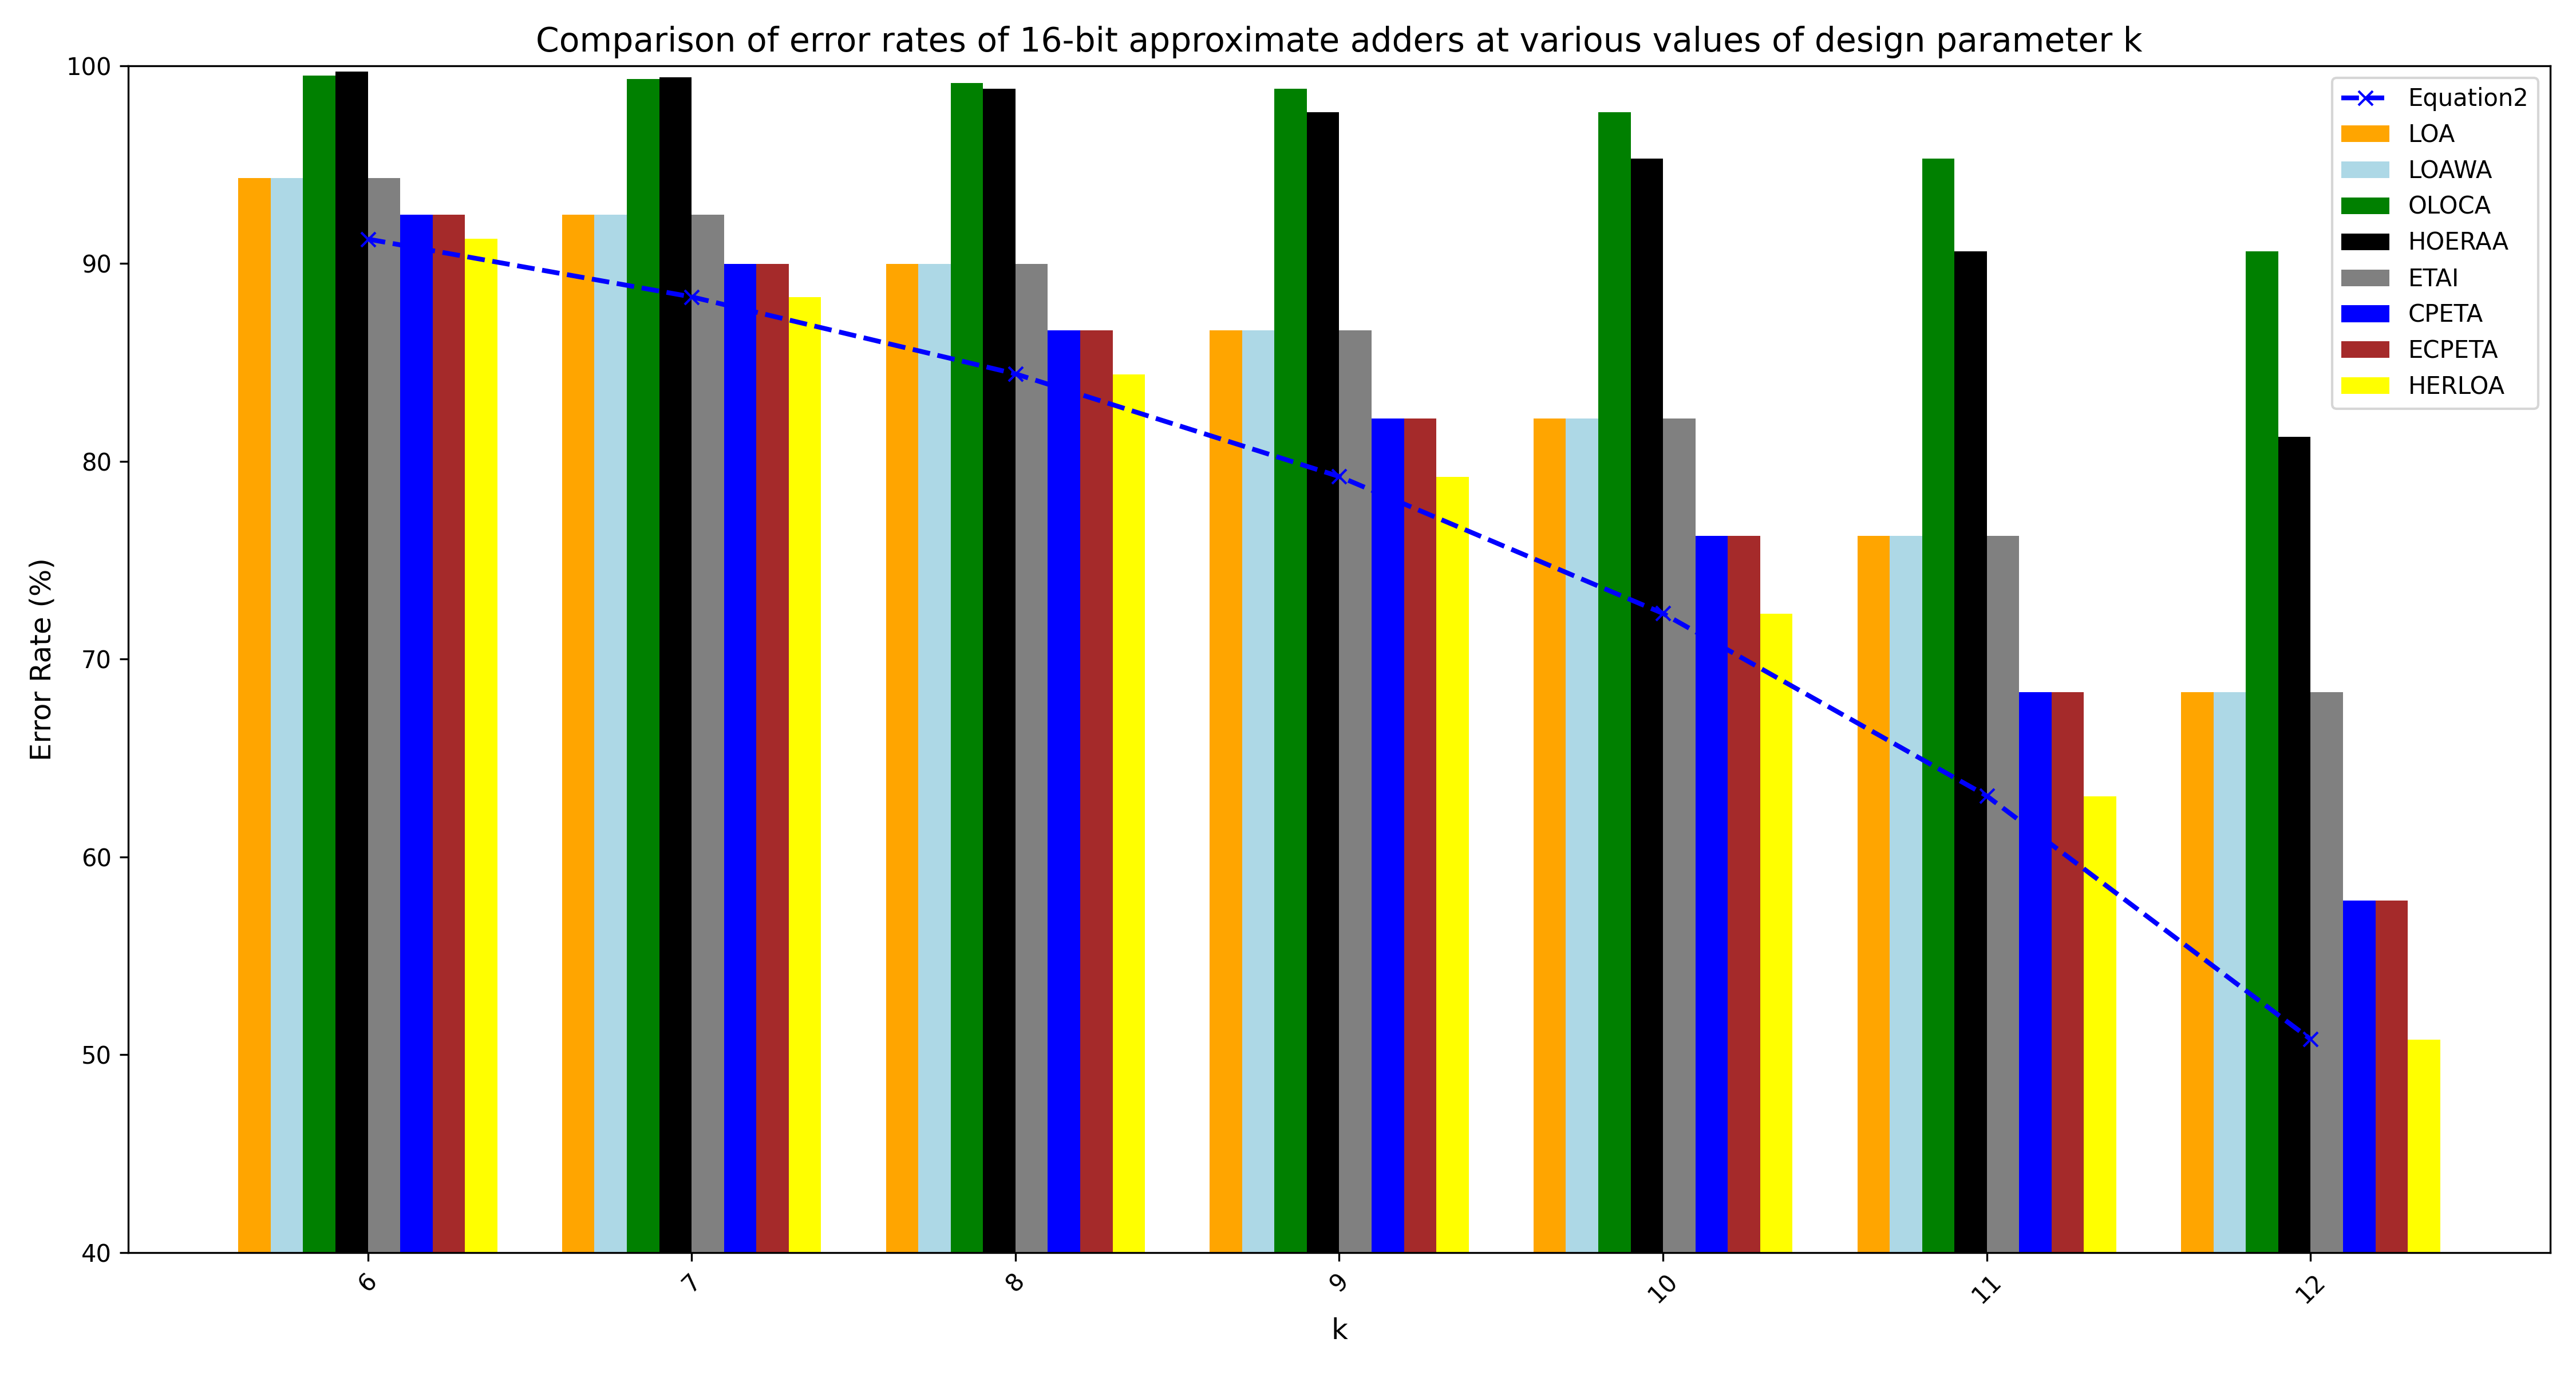 Comparison of error rates of 16-bit approximate adders at various values of design parameter k
100
90
80
70
60
50
40
Error Rate (%)
Equation2
LOA
LOAWA
OLOCA
HOERAA
ETAI
CPETA
ECPETA
HERLOA
6 7 8 9 10 11 12
k